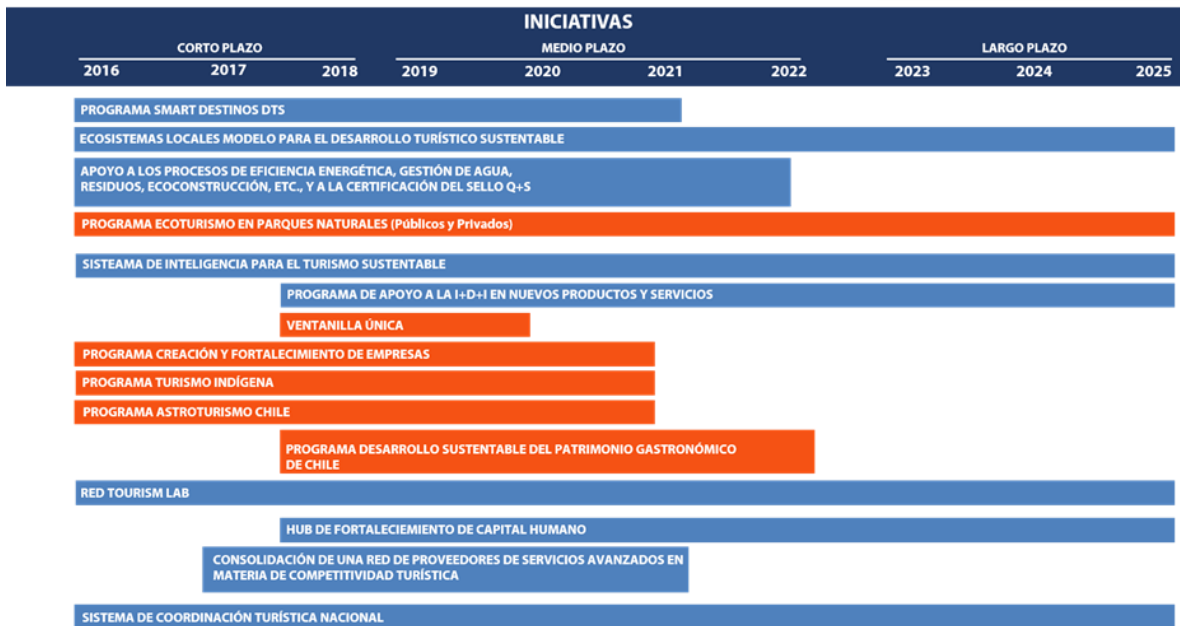 INICIATIVAS
CORTO PLAZO MEDIO PLAZO LARGO PLAZO
2016 2017 2018 2019 2020 2021 2022 2023 2024 2025
PROGRAMA SMART DESTINOS DTS
ECOSISTEMAS LOCALES MODELO PARA EL DESARROLLO TURÍSTICO SUSTENTABLE
APOYO A LOS PROCESOS DE EFICIENCIA ENERGÉTICA, GESTIÓN DE AGUA,
RESIDUOS, ECOCONSTRUCCIÓN, ETC., Y A LA CERTIFICACIÓN DEL SELLO Q+S
PROGRAMA ECOTURISMO EN PARQUES NATURALES (Públicos y Privados)
SISTEAMA DE INTELIGENCIA PARA EL TURISMO SUSTENTABLE
PROGRAMA DE APOYO A LA I+D+I EN NUEVOS PRODUCTOS Y SERVICIOS
VENTANILLA ÚNICA
PROGRAMA CREACIÓN Y FORTALECIMIENTO DE EMPRESAS
PROGRAMA TURISMO INDÍGENA
PROGRAMA ASTROTURISMO CHILE
PROGRAMA DESARROLLO SUSTENTABLE DEL PATRIMONIO GASTRONÓMICO
DE CHILE
RED TOURISM LAB
HUB DE FORTALECIEMIENTO DE CAPITAL HUMANO
CONSOLIDACIÓN DE UNA RED DE PROVEEDORES DE SERVICIOS AVANZADOS EN
MATERIA DE COMPETITIVIDAD TURÍSTICA
SISTEMA DE COORDINACIÓN TURÍSTICA NACIONAL